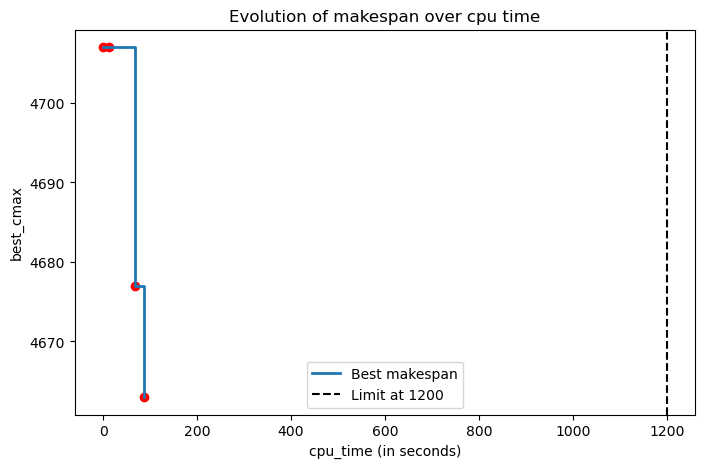 Evolution of makespan over cpu time
best_cmax
4700
4690
4680
4670
Best makespan
Limit at 1200
0
200
400
600
800
1000
1200
cpu_time (in seconds)